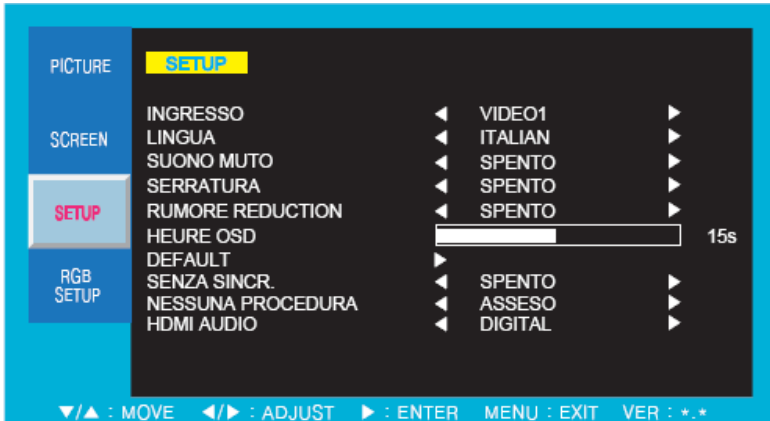 PICTURE
SCREEN
SETUP
RGB
SETUP
SETUP
INGRESSO ◀ VIDEO1 ▶
LINGUA ◀ ITALIAN ▶
SUONO MUTO ◀ SPENTO ▶
SERRATURA ◀ SPENTO ▶
RUMORE REDUCTION ◀ SPENTO ▶
HEURE OSD 15s
DEFAULT ▶
SENZA SINCR. ◀ SPENTO ▶
NESSUNA PROCEDURA ◀ ASSESO ▶
HDMI AUDIO ◀ DIGITAL ▶
▼/▲ : MOVE ◀/▶ : ADJUST ▶ : ENTER MENU : EXIT VER : *.*